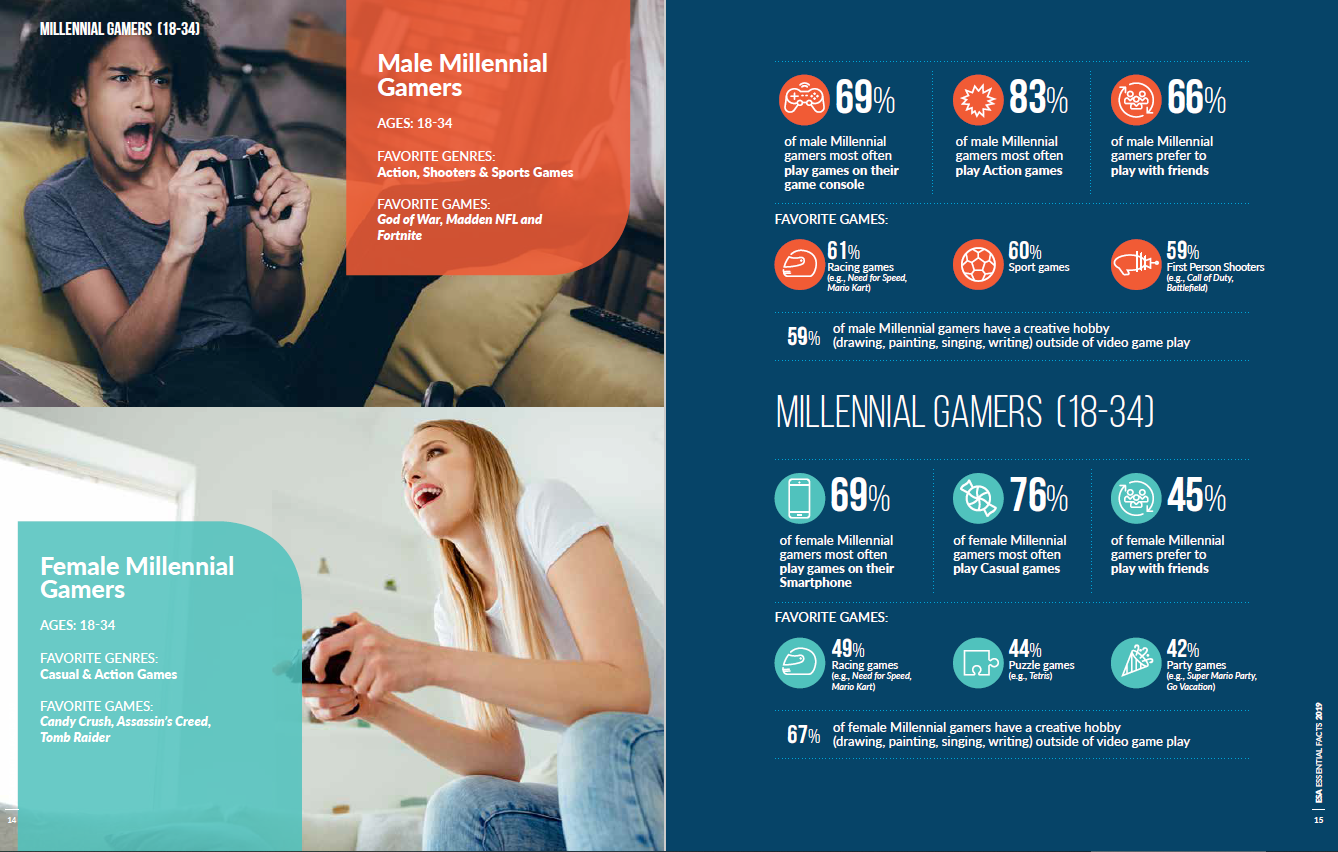 MILLENNIAL GAMERS (18-34)
Male Millennial
Gamers
AGES: 18-34
FAVORITE GENRES:
Action, Shooters & Sports Games
FAVORITE GAMES:
God of War, Madden NFL and
Fortnite
Female Millennial
Gamers
AGES: 18-34
FAVORITE GENRES:
Casual & Action Games
FAVORITE GAMES:
Candy Crush, Assassin's Creed,
Tomb Raider
14
69%
of male Millennial
gamers most often
play games on their
game console
83%
of male Millennial
gamers most often
play Action games
66%
of male Millennial
gamers prefer to
play with friends
FAVORITE GAMES:
61%
Racing games
(e.g., Need for Speed,
Mario Kart)
60%
Sport games
59%
First Person Shooters
(e.g., Call of Duty,
Battlefield)
59%
of male Millennial gamers have a creative hobby
(drawing, painting, singing, writing) outside of video game play
MILLENNIAL GAMERS (18-34)
69%
of female Millennial
gamers most often
play games on their
Smartphone
76%
of female Millennial
gamers most often
play Casual games
45%
of female Millennial
gamers prefer to
play with friends
FAVORITE GAMES:
49%
Racing games
(e.g., Need for Speed,
Mario Kart)
44%
Puzzle games
(e.g., Tetris)
42%
Party games
(e.g., Super Mario Party,
Go Vacation)
67%
of female Millennial gamers have a creative hobby
(drawing, painting, singing, writing) outside of video game play
ESA ESSENTIAL FACTS 2019
15